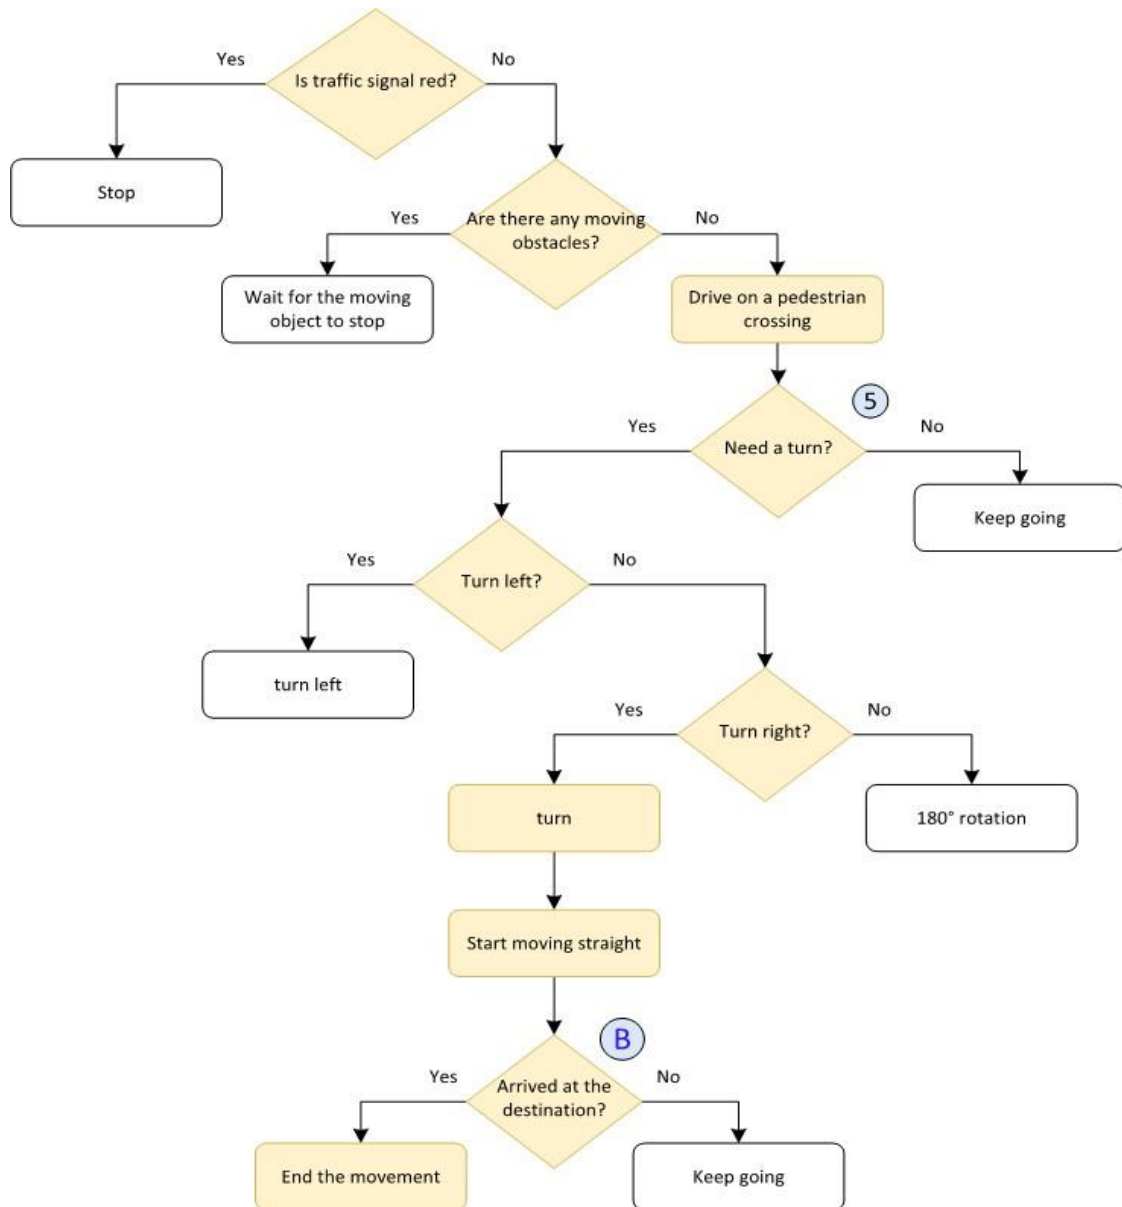 Yes
No
Is traffic signal red?
Stop
Yes
Are there any moving
obstacles?
No
Wait for the moving
object to stop
Drive on a pedestrian
crossing
5
Yes
Need a turn?
No
Keep going
Yes
Turn left?
No
turn left
Yes
Turn right?
No
turn
180° rotation
Start moving straight
B
Yes
Arrived at the
destination?
No
End the movement
Keep going